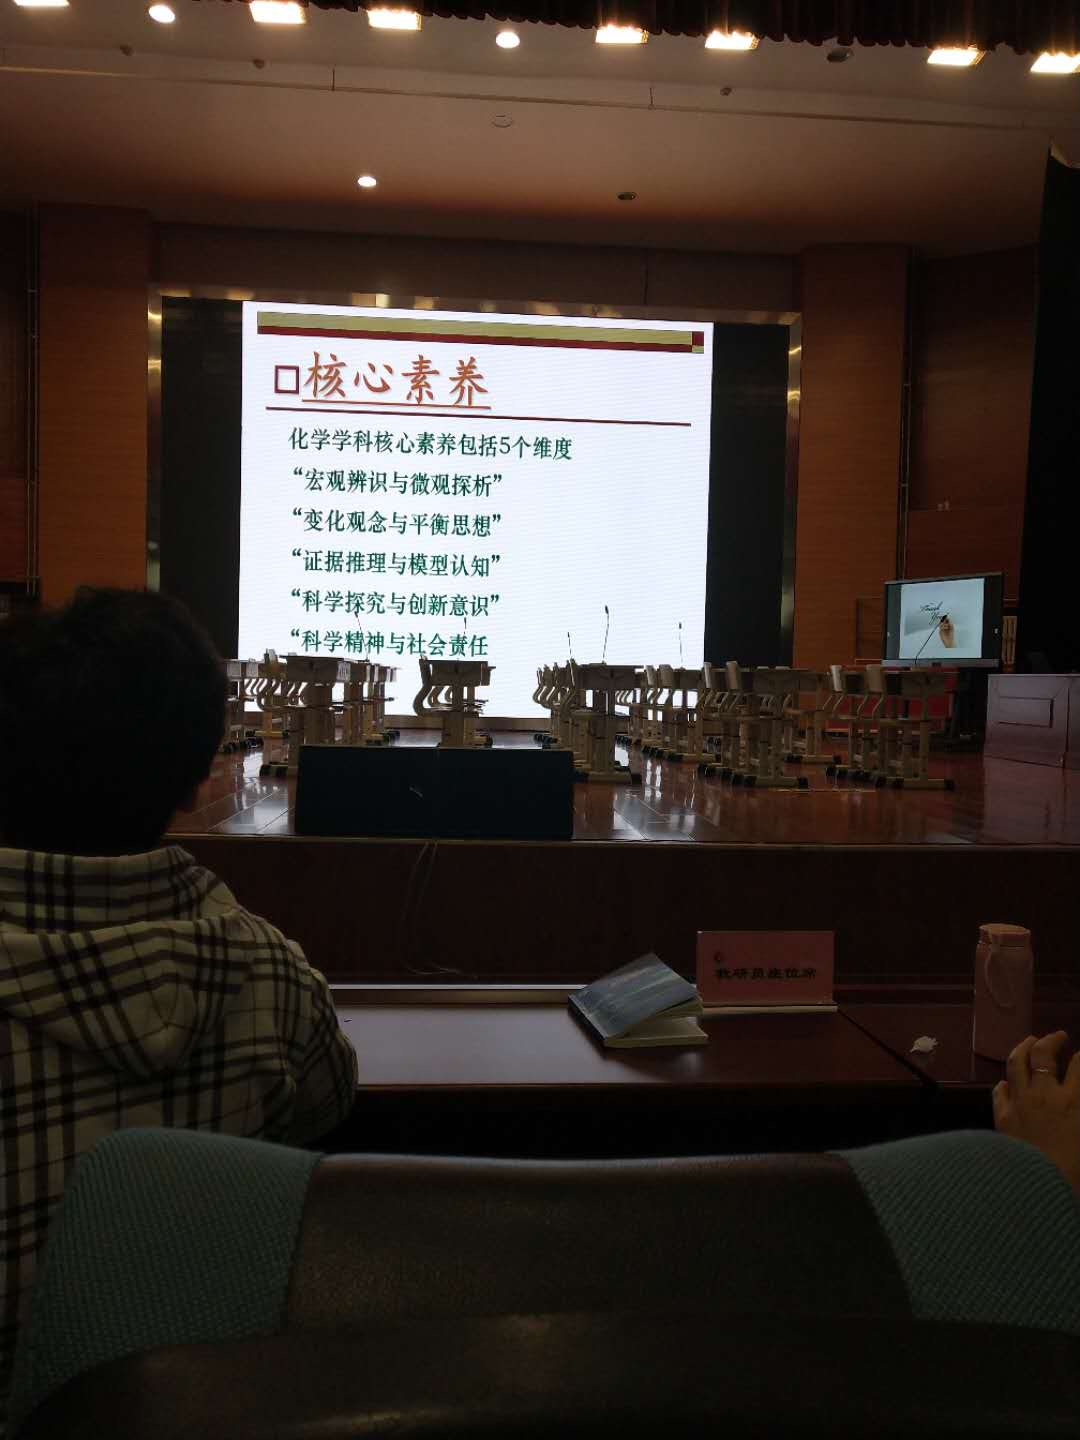 核心素养
化学学科核心素养包括5个维度
“宏观辨识与微观探析”
“变化观念与平衡思想”
“证据推理与模型认知”
“科学探究与创新意识”
“科学精神与社会责任
Thank
You
教研员座位席